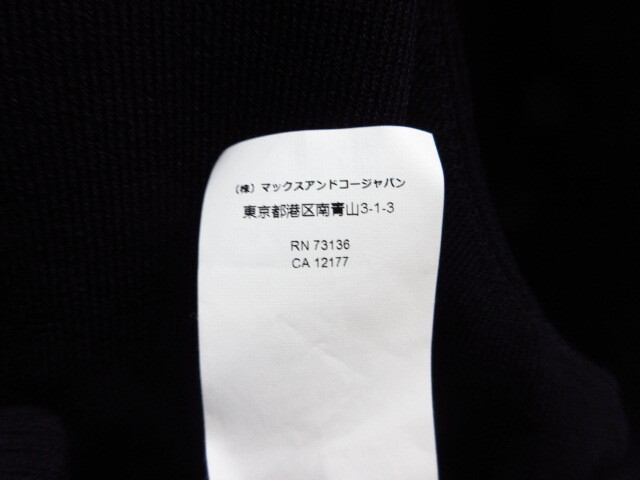 （株）マックスアンドコージャパン
東京都港区南青山3-1-3
RN 73136
CA 12177